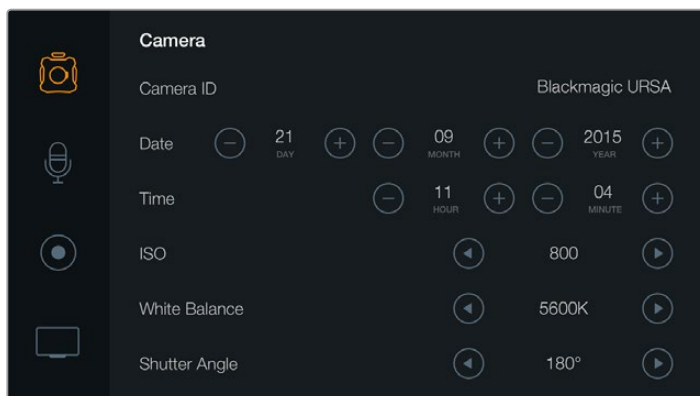 Camera
Camera ID Blackmagic URSA
Date 21 09 2015
DAY MONTH YEAR
Time 11 04
HOUR MINUTE
ISO 800
White Balance 5600K
Shutter Angle 180°